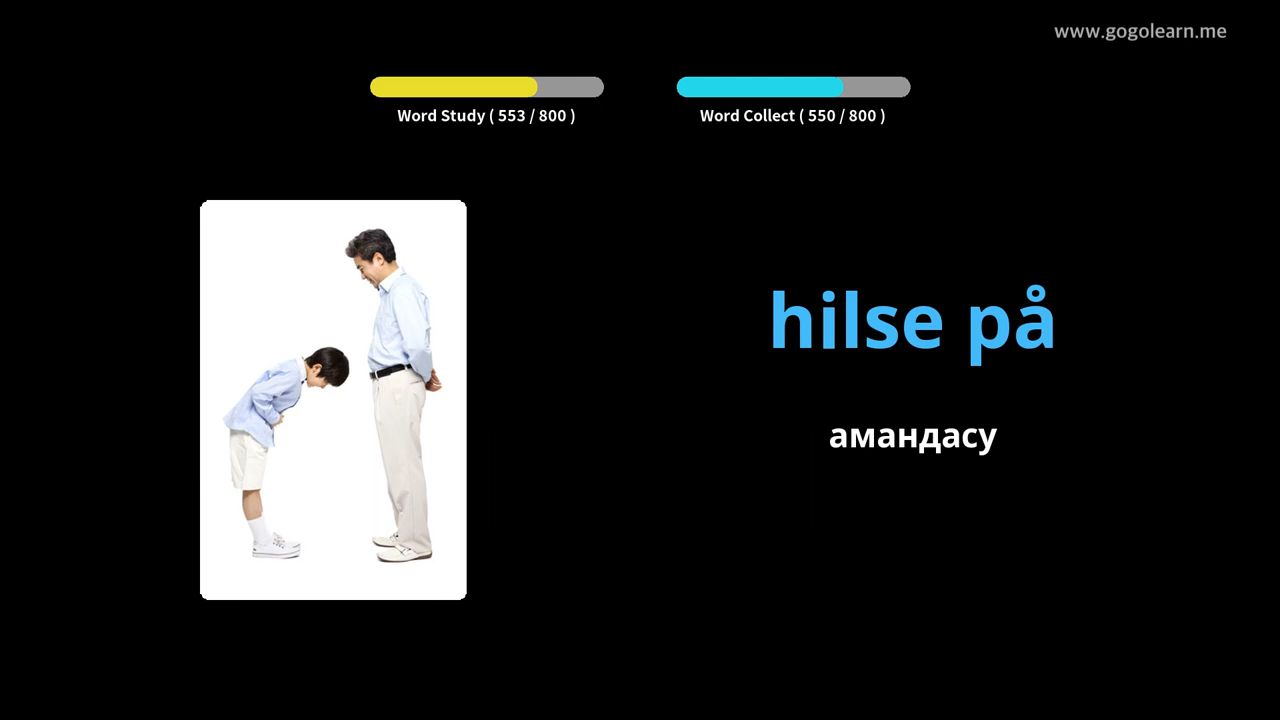 www.gogolearn.me
Word Study ( 553 / 800 )
Word Collect ( 550 / 800 )
hilse på
амандасу